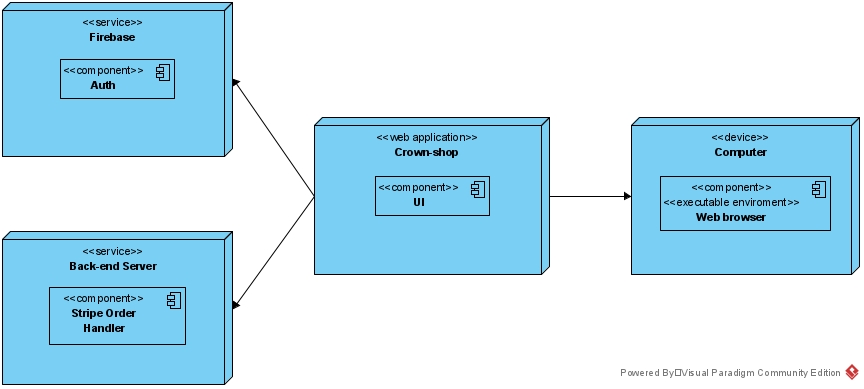 <<service>>
Firebase
<<component>>
Auth
<<service>>
Back-end Server
<<component>>
Stripe Order
Handler
<<web application>>
Crown-shop
<<component>>
UI
<<device>>
Computer
<<component>>
<<executable enviroment>>
Web browser
Powered By□Visual Paradigm Community Edition